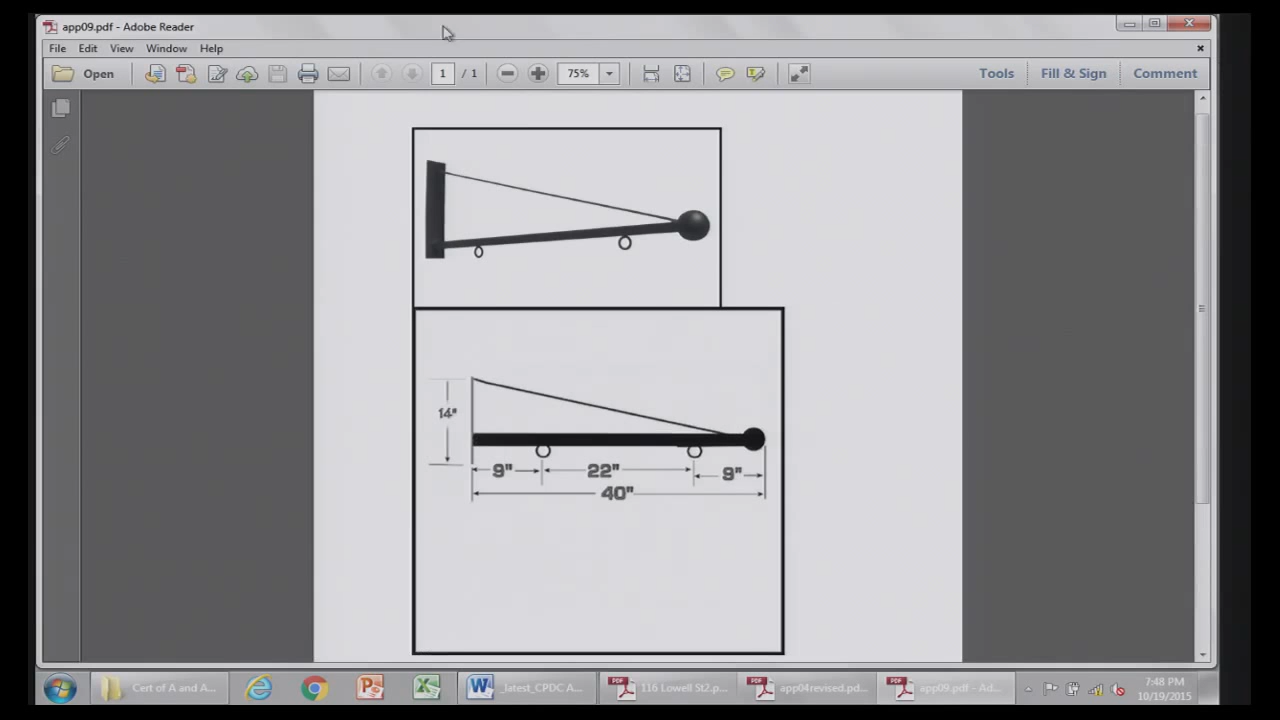 app09.pdf - Adobe Reader
File Edit View Window Help
Open 1 / 1 75% Tools Fill & Sign Comment
14"
9" 22" 9"
40"
Cert of A and A...
_latest_CPDC A...
116 Lowell St2.p...
app04revised.pd...
app09.pdf - Ad...
7:48 PM
10/19/2015